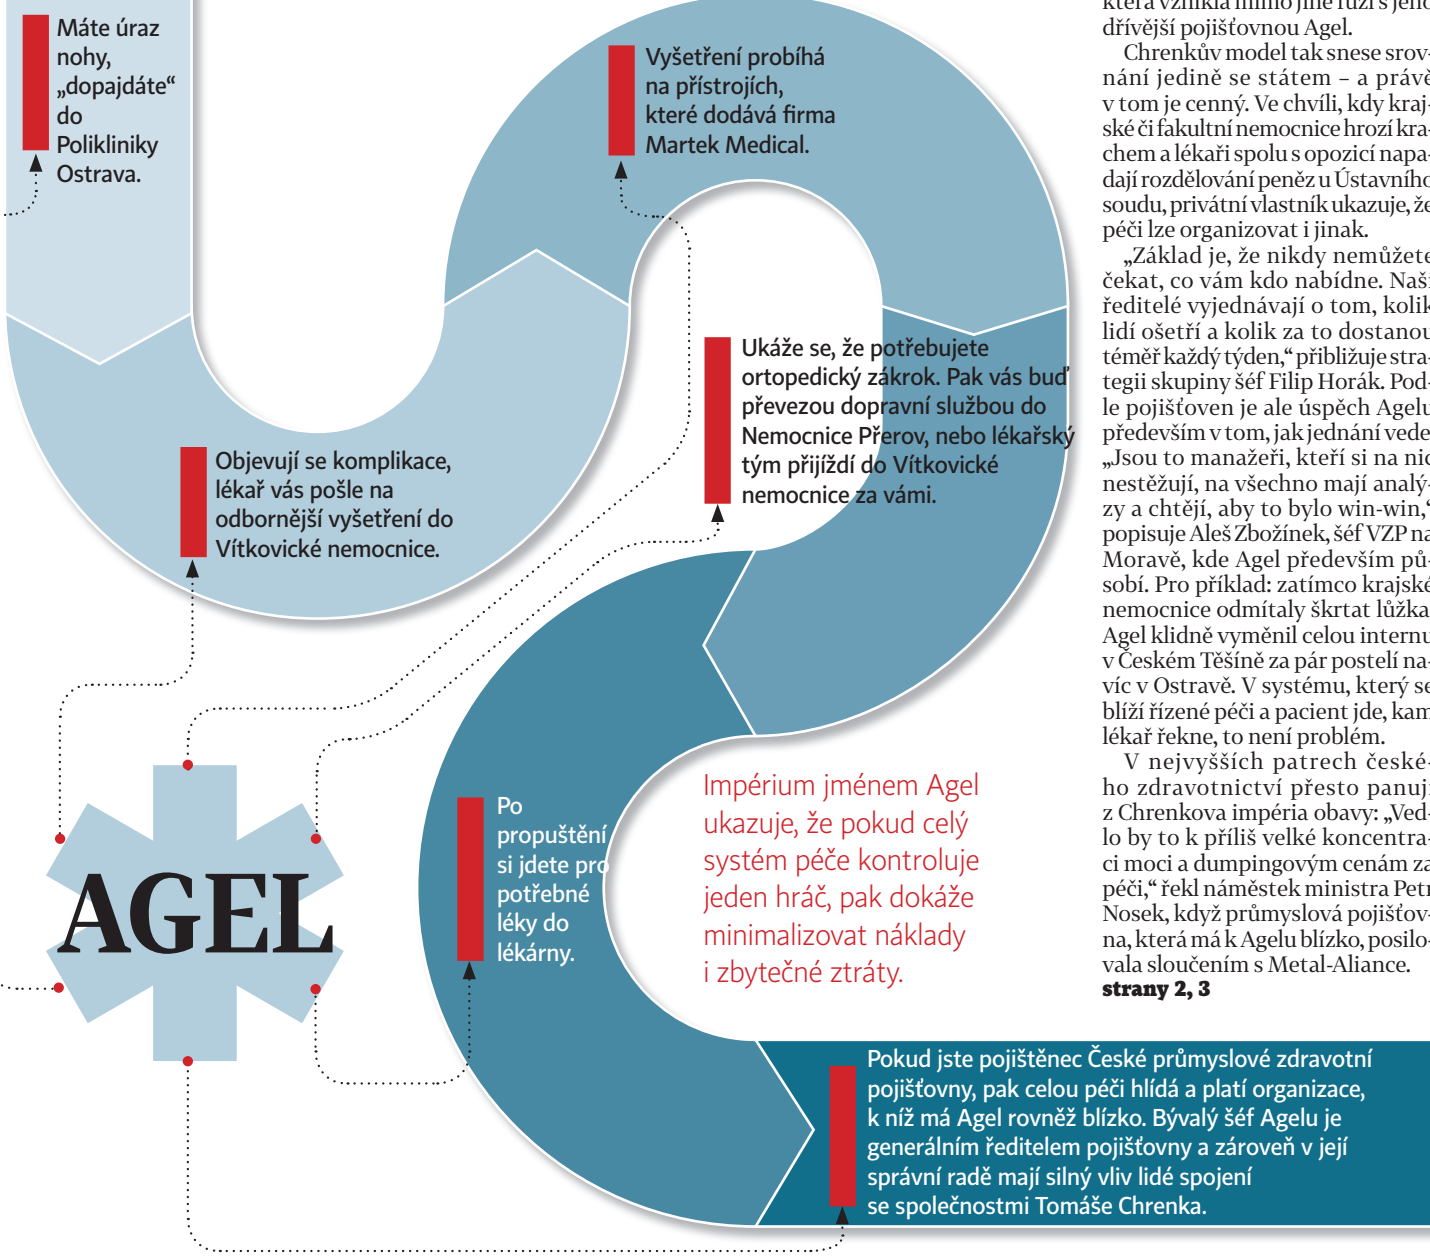 Máte úraz
nohy,
„dopajdáte“
do
Polikliniky
Ostrava.
Objevují se komplikace,
lékař vás pošle na
odbornější vyšetření do
Vítkovické nemocnice.
Vyšetření probíhá
na přístrojích,
které dodává firma
Martek Medical.
Ukáže se, že potřebujete
ortopedický zákrok. Pak vás buď
převezou dopravní službou do
Nemocnice Přerov, nebo lékařský
tým přijíždí do Vítkovické
nemocnice za vámi.
Po
propuštění
si jdete pro
potřebné
léky do
lékárny.
Pokud jste pojištěnec České průmyslové zdravotní
pojišťovny, pak celou péči hlídá a platí organizace,
k níž má Agel rovněž blízko. Bývalý šéf Agelu je
generálním ředitelem pojišťovny a zároveň v její
správní radě mají silný vliv lidé spojení
se společnostmi Tomáše Chrenka.
AGEL
Impérium jménem Agel
ukazuje, že pokud celý
systém péče kontroluje
jeden hráč, pak dokáže
minimalizovat náklady
i zbytečné ztráty.
která vznikla mimo jiné fúzí s jeho
dřívější pojišťovnou Agel.
Chrenkův model tak snese srov-
nání jedině se státem – a právě
v tom je cenný. Ve chvíli, kdy kraj-
ské či fakultní nemocnice hrozí kra-
chem a lékaři spolu s opozicí napa-
dají rozdělování peněz u Ústavního
soudu, privátní vlastník ukazuje, že
péči lze organizovat i jinak.
„Základ je, že nikdy nemůžete
čekat, co vám kdo nabídne. Naši
ředitelé vyjednávají o tom, kolik
lidí ošetří a kolik za to dostanou
téměř každý týden,“ přibližuje stra-
tegii skupiny šéf Filip Horák. Pod-
le pojišťoven je ale úspěch Agelu
především v tom, jak jednání vede.
„Jsou to manažeři, kteří si na nic
nestěžují, na všechno mají analý-
zy a chtějí, aby to bylo win-win,“
popisuje Aleš Zbožínek, šéf VZP na
Moravě, kde Agel především pů-
sobí. Pro příklad: zatímco krajské
nemocnice odmítaly škrtat lůžka,
Agel klidně vyměnil celou internu
v Českém Těšíně za pár postelí na-
víc v Ostravě. V systému, který se
blíží řízené péči a pacient jde, kam
lékař řekne, to není problém.
V nejvyšších patrech české-
ho zdravotnictví přesto panují
z Chrenkova impéria obavy: „Ved-
lo by to k příliš velké koncentra-
ci moci a dumpingovým cenám za
péči,“ řekl náměstek ministra Petr
Nosek, když průmyslová pojišťov-
na, která má k Agelu blízko, posilo-
vala sloučením s Metal-Aliance.
strany 2, 3